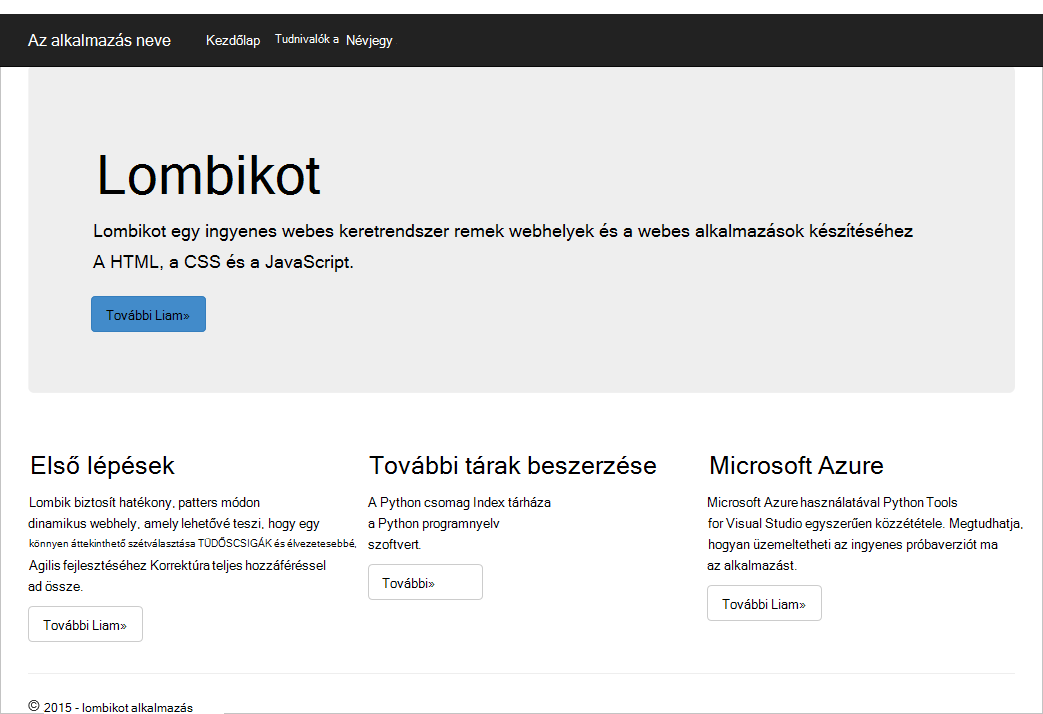 Az alkalmazás neve Kezdőlap Tudnivalók a Névjegy
Lombikot
Lombikot egy ingyenes webes keretrendszer remek webhelyek és a webes alkalmazások készítéséhez
A HTML, a CSS és a JavaScript.
További Liam»
Első lépések
Lombik biztosít hatékony, patters módon
dinamikus webhely, amely lehetővé teszi, hogy egy
könnyen áttekinthető szétválasztása TÜDŐSCSIGÁK és élvezetesebbé,
Agilis fejlesztéséhez Korrektúra teljes hozzáféréssel
ad össze.
További Liam»
További tárak beszerzése
A Python csomag Index tárháza
a Python programnyelv
szoftvert.
További»
Microsoft Azure
Microsoft Azure használatával Python Tools
for Visual Studio egyszerűen közzététele. Megtudhatja,
hogyan üzemeltetheti az ingyenes próbaverziót ma
az alkalmazást.
További Liam»
© 2015 - lombikot alkalmazás